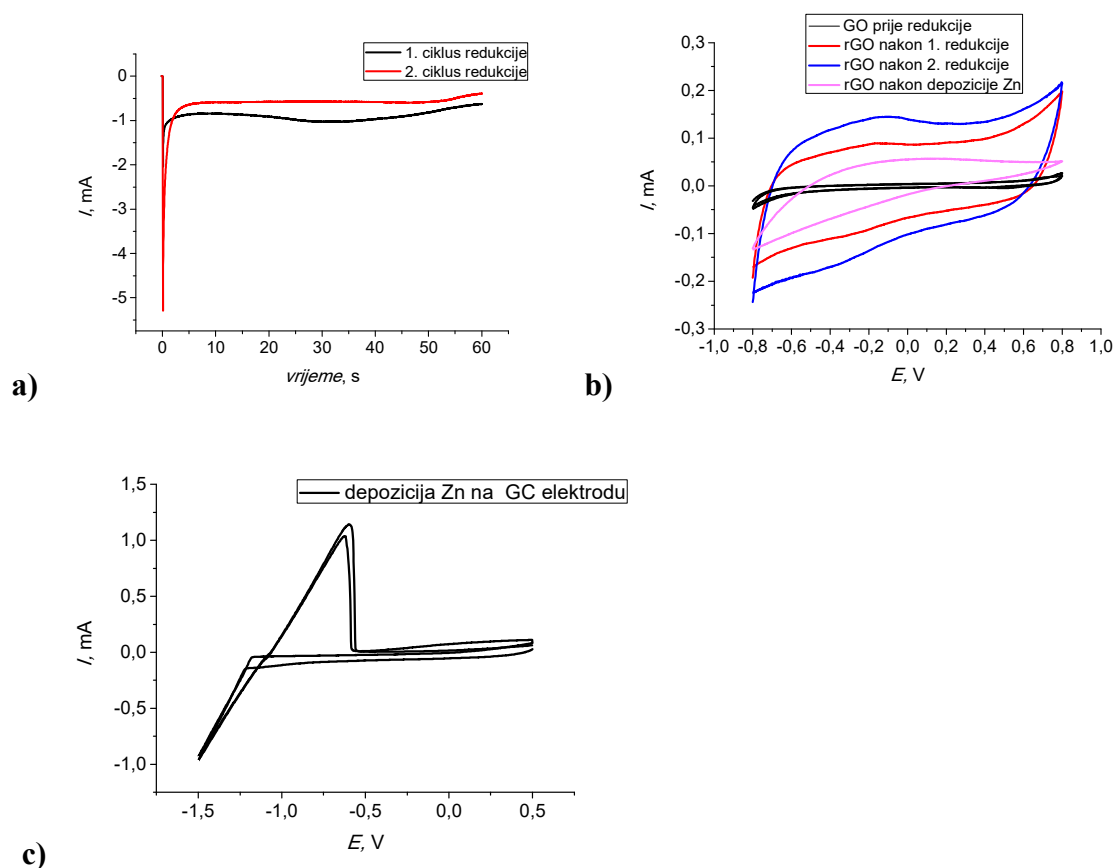 1. ciklus redukcije
2. ciklus redukcije
I, mA
0
-1
-2
-3
-4
-5
0 10 20 30 40 50 60
vrijeme, s
a)
GO prije redukcije
rGO nakon 1. redukcije
rGO nakon 2. redukcije
rGO nakon depozicije Zn
I, mA
0,3
0,2
0,1
0,0
-0,1
-0,2
-0,3
-1,0 -0,8 -0,6 -0,4 -0,2 0,0 0,2 0,4 0,6 0,8 1,0
E, V
b)
depozicija Zn na GC elektrodu
I, mA
1,5
1,0
0,5
0,0
-0,5
-1,0
-1,5 -1,0 -0,5 0,0 0,5
E, V
c)